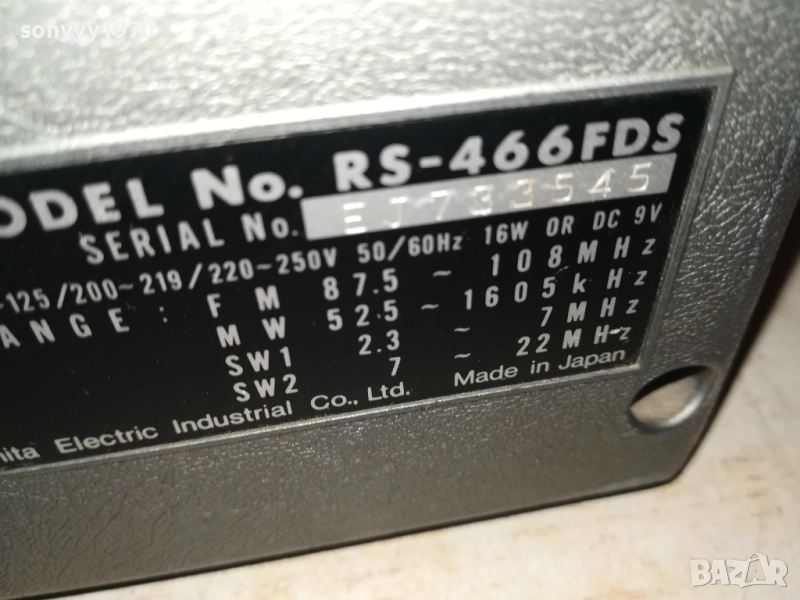 sonyyy1970
ODEL No. RS-466FDS
SERIAL No. EJ733545
-125/200~219/220~250V 50/60Hz 16W OR DC 9V
ANGE: FM 87.5 ~ 108MHz
MW 525 ~ 1605kHz
SW1 2.3 ~ 7MHz
SW2 7 ~ 22MHz
hita Electric Industrial Co., Ltd. Made in Japan
BAZAR